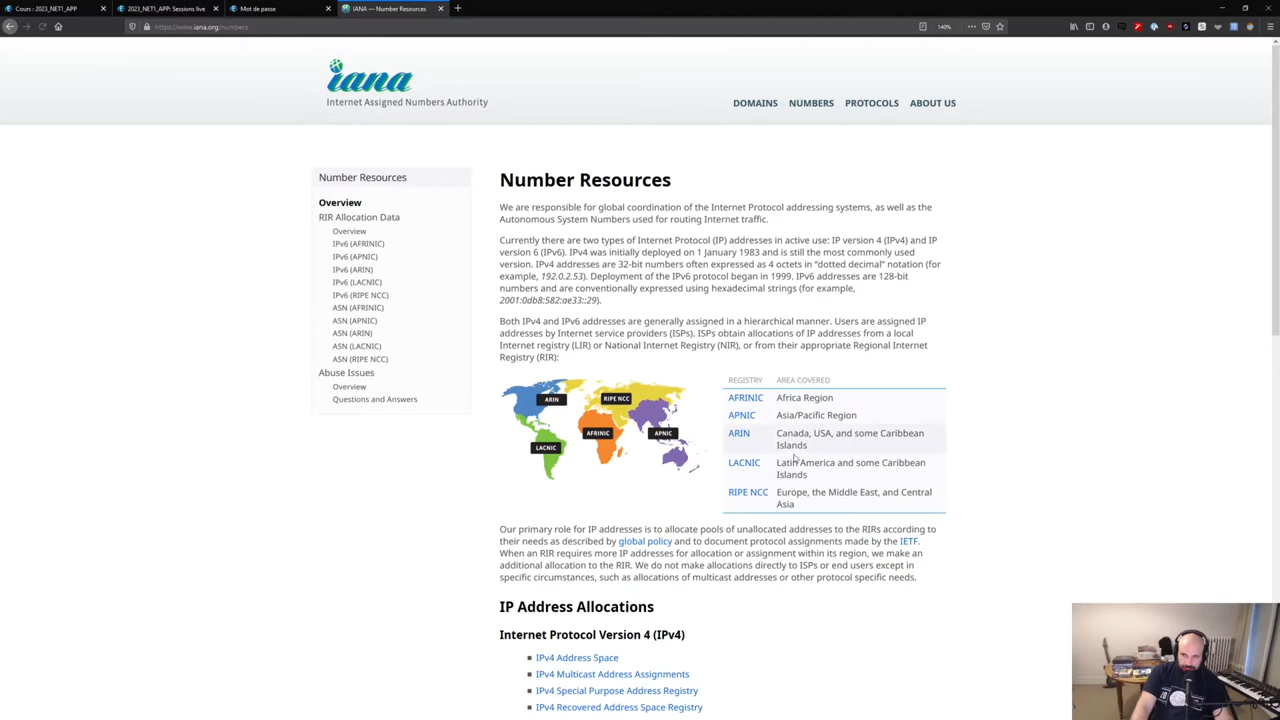 Cours : 2023_NET1_APP
2023_NET1_APP: Sessions live
Mot de passe
IANA — Number Resources
https://www.iana.org/numbers
140%
iana
Internet Assigned Numbers Authority
DOMAINS NUMBERS PROTOCOLS ABOUT US
Number Resources
Overview
RIR Allocation Data
Overview
IPv6 (AFRINIC)
IPv6 (APNIC)
IPv6 (ARIN)
IPv6 (LACNIC)
IPv6 (RIPE NCC)
ASN (AFRINIC)
ASN (APNIC)
ASN (ARIN)
ASN (LACNIC)
ASN (RIPE NCC)
Abuse Issues
Overview
Questions and Answers
Number Resources
We are responsible for global coordination of the Internet Protocol addressing systems, as well as the
Autonomous System Numbers used for routing Internet traffic.
Currently there are two types of Internet Protocol (IP) addresses in active use: IP version 4 (IPv4) and IP
version 6 (IPv6). IPv4 was initially deployed on 1 January 1983 and is still the most commonly used
version. IPv4 addresses are 32-bit numbers often expressed as 4 octets in “dotted decimal” notation (for
example, 192.0.2.53). Deployment of the IPv6 protocol began in 1999. IPv6 addresses are 128-bit
numbers and are conventionally expressed using hexadecimal strings (for example,
2001:0db8:582:ae33::29).
Both IPv4 and IPv6 addresses are generally assigned in a hierarchical manner. Users are assigned IP
addresses by Internet service providers (ISPs). ISPs obtain allocations of IP addresses from a local
Internet registry (LIR) or National Internet Registry (NIR), or from their appropriate Regional Internet
Registry (RIR):
ARIN
RIPE NCC
AFRINIC
APNIC
LACNIC
REGISTRY AREA COVERED
AFRINIC Africa Region
APNIC Asia/Pacific Region
ARIN Canada, USA, and some Caribbean
Islands
LACNIC Latin America and some Caribbean
Islands
RIPE NCC Europe, the Middle East, and Central
Asia
Our primary role for IP addresses is to allocate pools of unallocated addresses to the RIRs according to
their needs as described by global policy and to document protocol assignments made by the IETF.
When an RIR requires more IP addresses for allocation or assignment within its region, we make an
additional allocation to the RIR. We do not make allocations directly to ISPs or end users except in
specific circumstances, such as allocations of multicast addresses or other protocol specific needs.
IP Address Allocations
Internet Protocol Version 4 (IPv4)
IPv4 Address Space
IPv4 Multicast Address Assignments
IPv4 Special Purpose Address Registry
IPv4 Recovered Address Space Registry